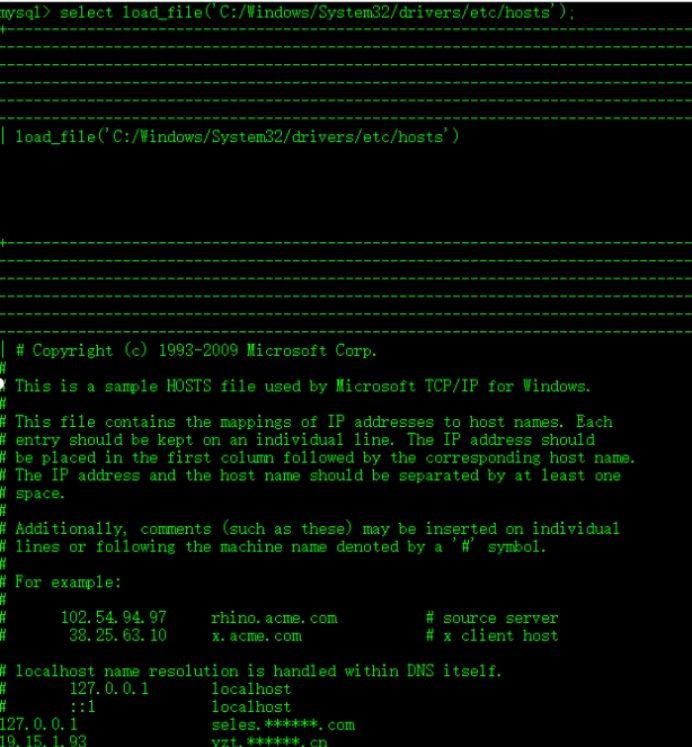 mysql> select load_file('C:/Windows/System32/drivers/etc/hosts');
| load_file('C:/Windows/System32/drivers/etc/hosts')
| # Copyright (c) 1993-2009 Microsoft Corp.
#
# This is a sample HOSTS file used by Microsoft TCP/IP for Windows.
#
# This file contains the mappings of IP addresses to host names. Each
# entry should be kept on an individual line. The IP address should
# be placed in the first column followed by the corresponding host name.
# The IP address and the host name should be separated by at least one
# space.
#
# Additionally, comments (such as these) may be inserted on individual
# lines or following the machine name denoted by a '#' symbol.
#
# For example:
#
#      102.54.94.97     rhino.acme.com          # source server
#       38.25.63.10     x.acme.com              # x client host
# localhost name resolution is handled within DNS itself.
#       127.0.0.1       localhost
#       ::1             localhost
127.0.0.1               seles.******.com
19.15.1.93              yzt.******.cn